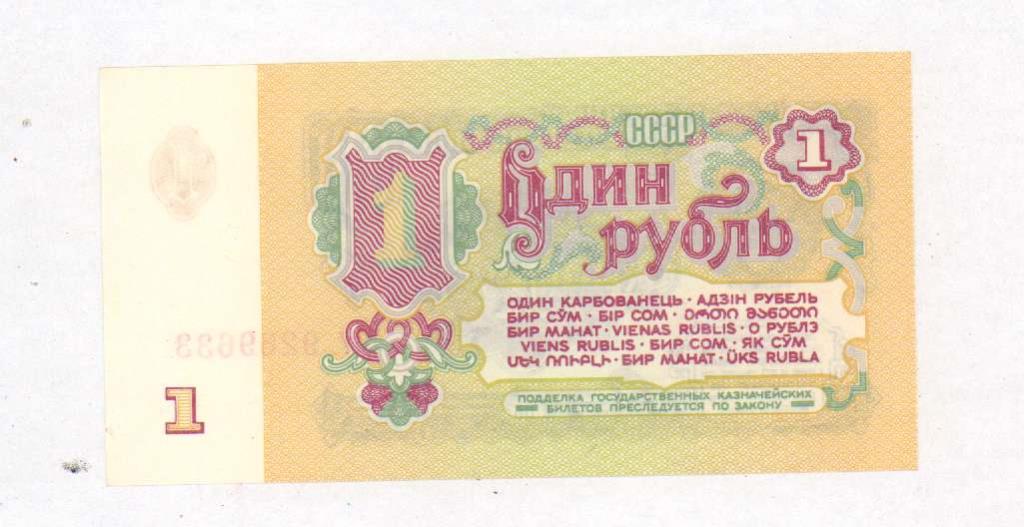 СССР
1
1
Один
рубль
ОДИН КАРБОВАНЕЦЬ · АДЗІН РУБЕЛЬ
БИР СЎМ · БІР СОМ · ᲔᲠᲗᲘ ᲛᲐᲜᲔᲗᲘ
БИР МАНАТ · VIENAS RUBLIS · О РУБЛЭ
VIENS RUBLIS · БИР СОМ · ЯК СЎМ
ՄԵԿ ՌՈՒԲԼԻ · БИР МАНАТ · ÜKS RUBLA
ПОДДЕЛКА ГОСУДАРСТВЕННЫХ КАЗНАЧЕЙСКИХ
БИЛЕТОВ ПРЕСЛЕДУЕТСЯ ПО ЗАКОНУ
1